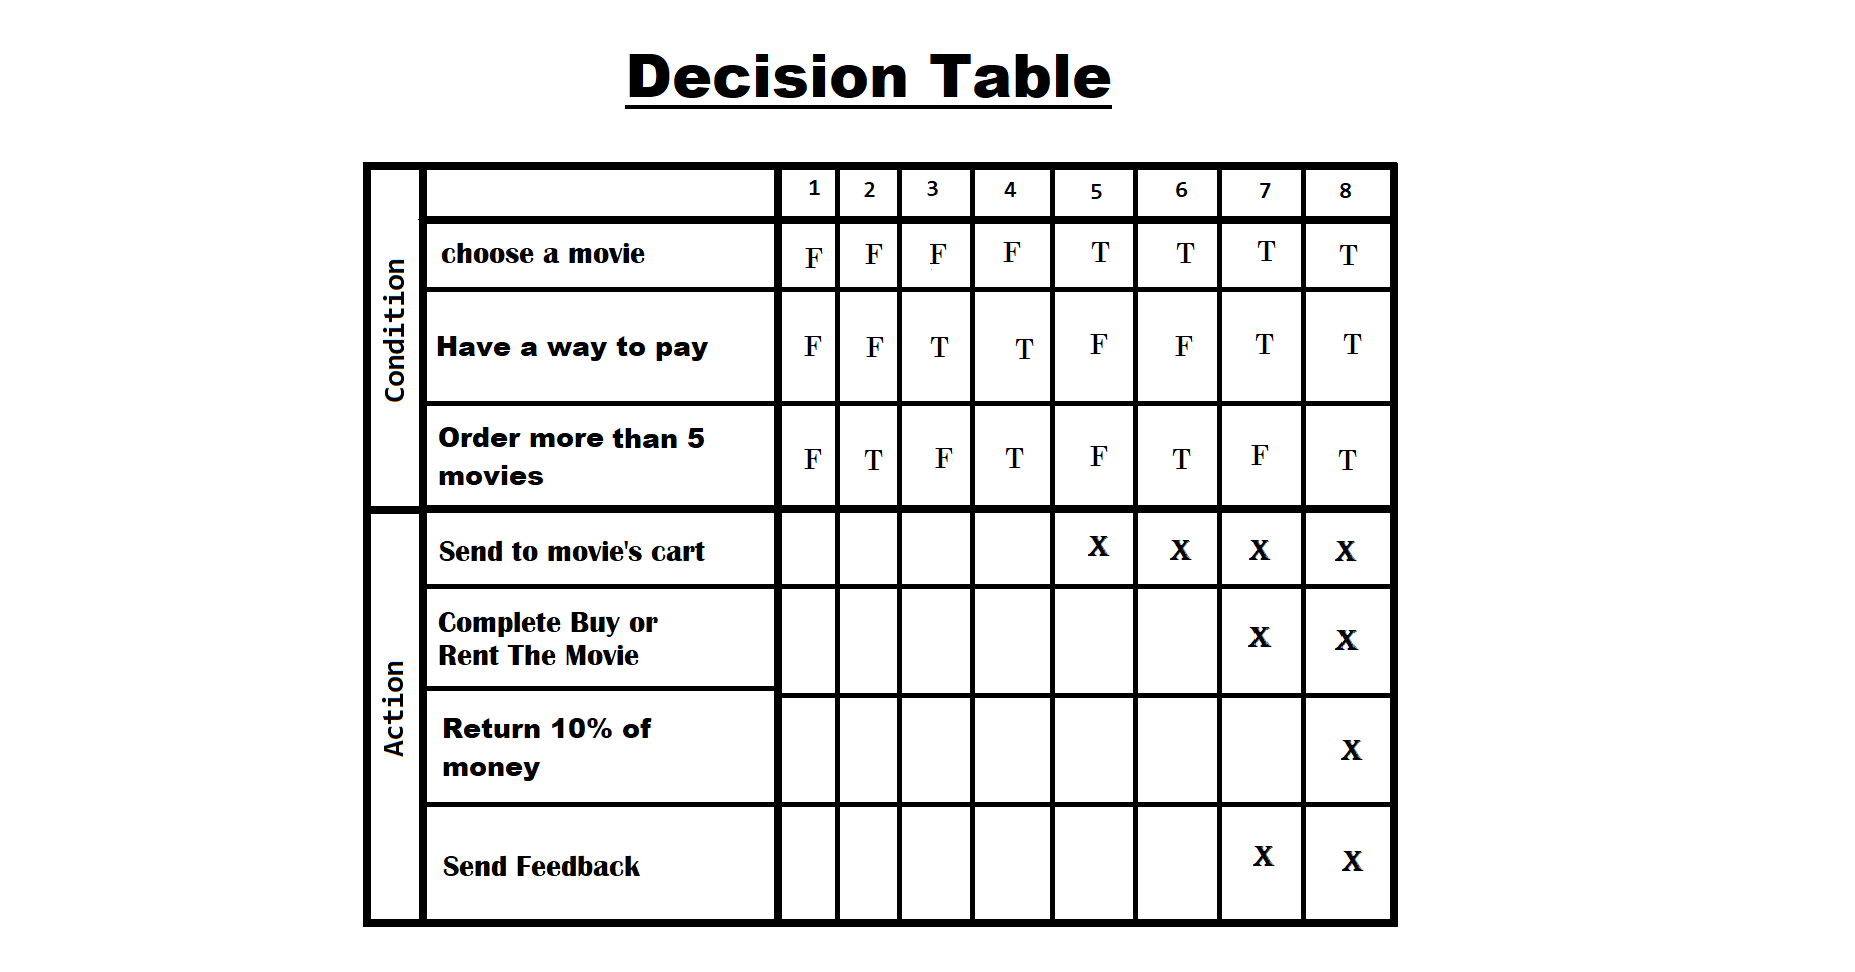 Decision Table
Condition
1 2 3 4 5 6 7 8
choose a movie F F F F T T T T
Have a way to pay F F T T F F T T
Order more than 5
movies F T F T F T F T
Action
Send to movie's cart X X X X
Complete Buy or
Rent The Movie X X
Return 10% of
money X
Send Feedback X X